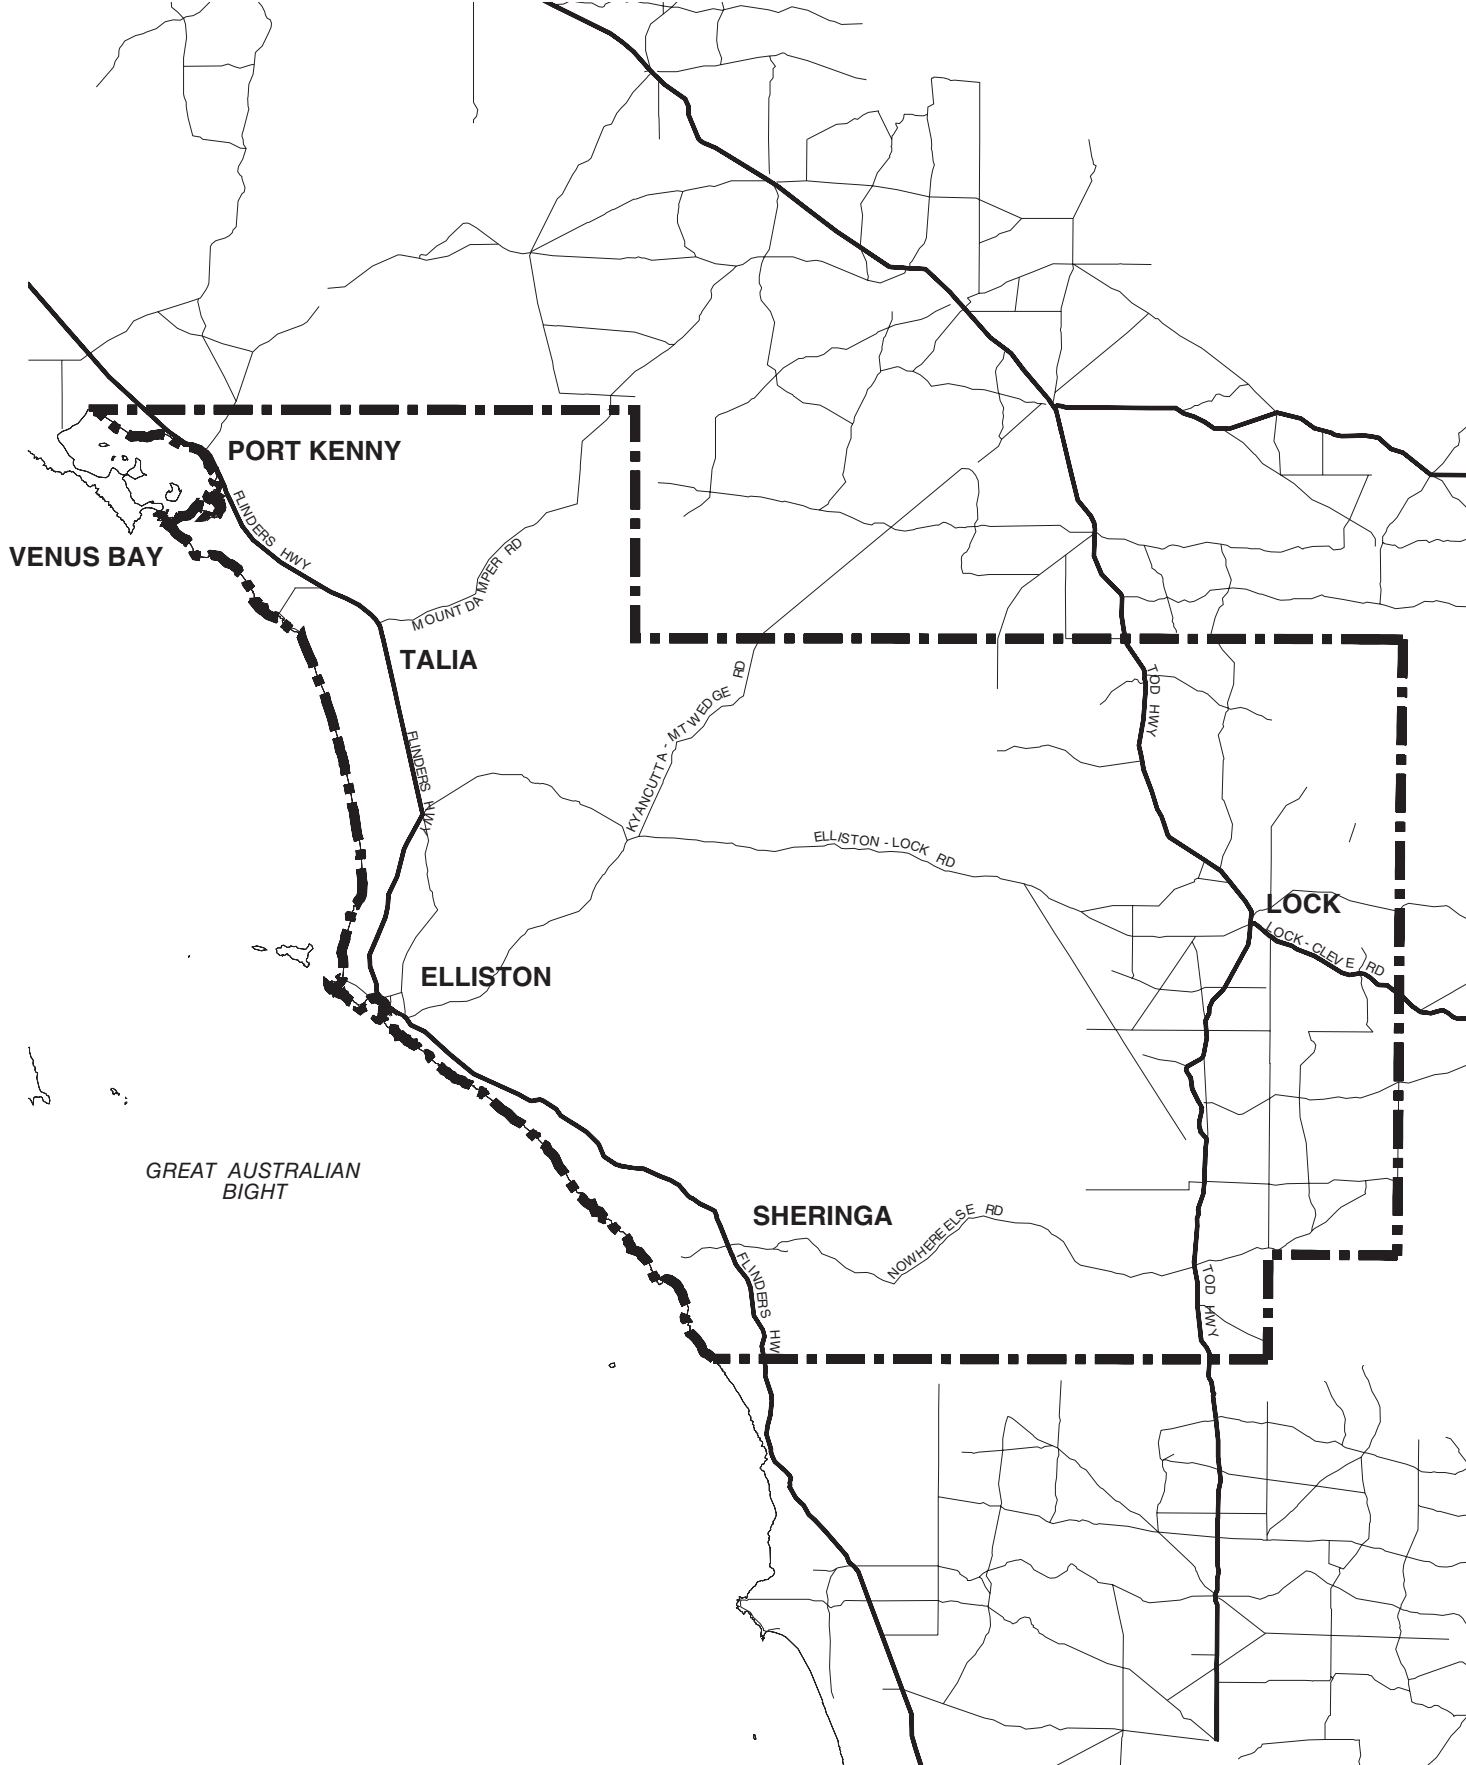 PORT KENNY
FLINDERS HWY
VENUS BAY
MOUNT DAMPER RD
TALIA
KYANCUTTA - MT WEDGE RD
TOD HWY
FLINDERS HWY
ELLISTON - LOCK RD
LOCK
LOCK - CLEVE RD
ELLISTON
GREAT AUSTRALIAN
BIGHT
SHERINGA
NOWHERE ELSE RD
FLINDERS HW
TOD HWY